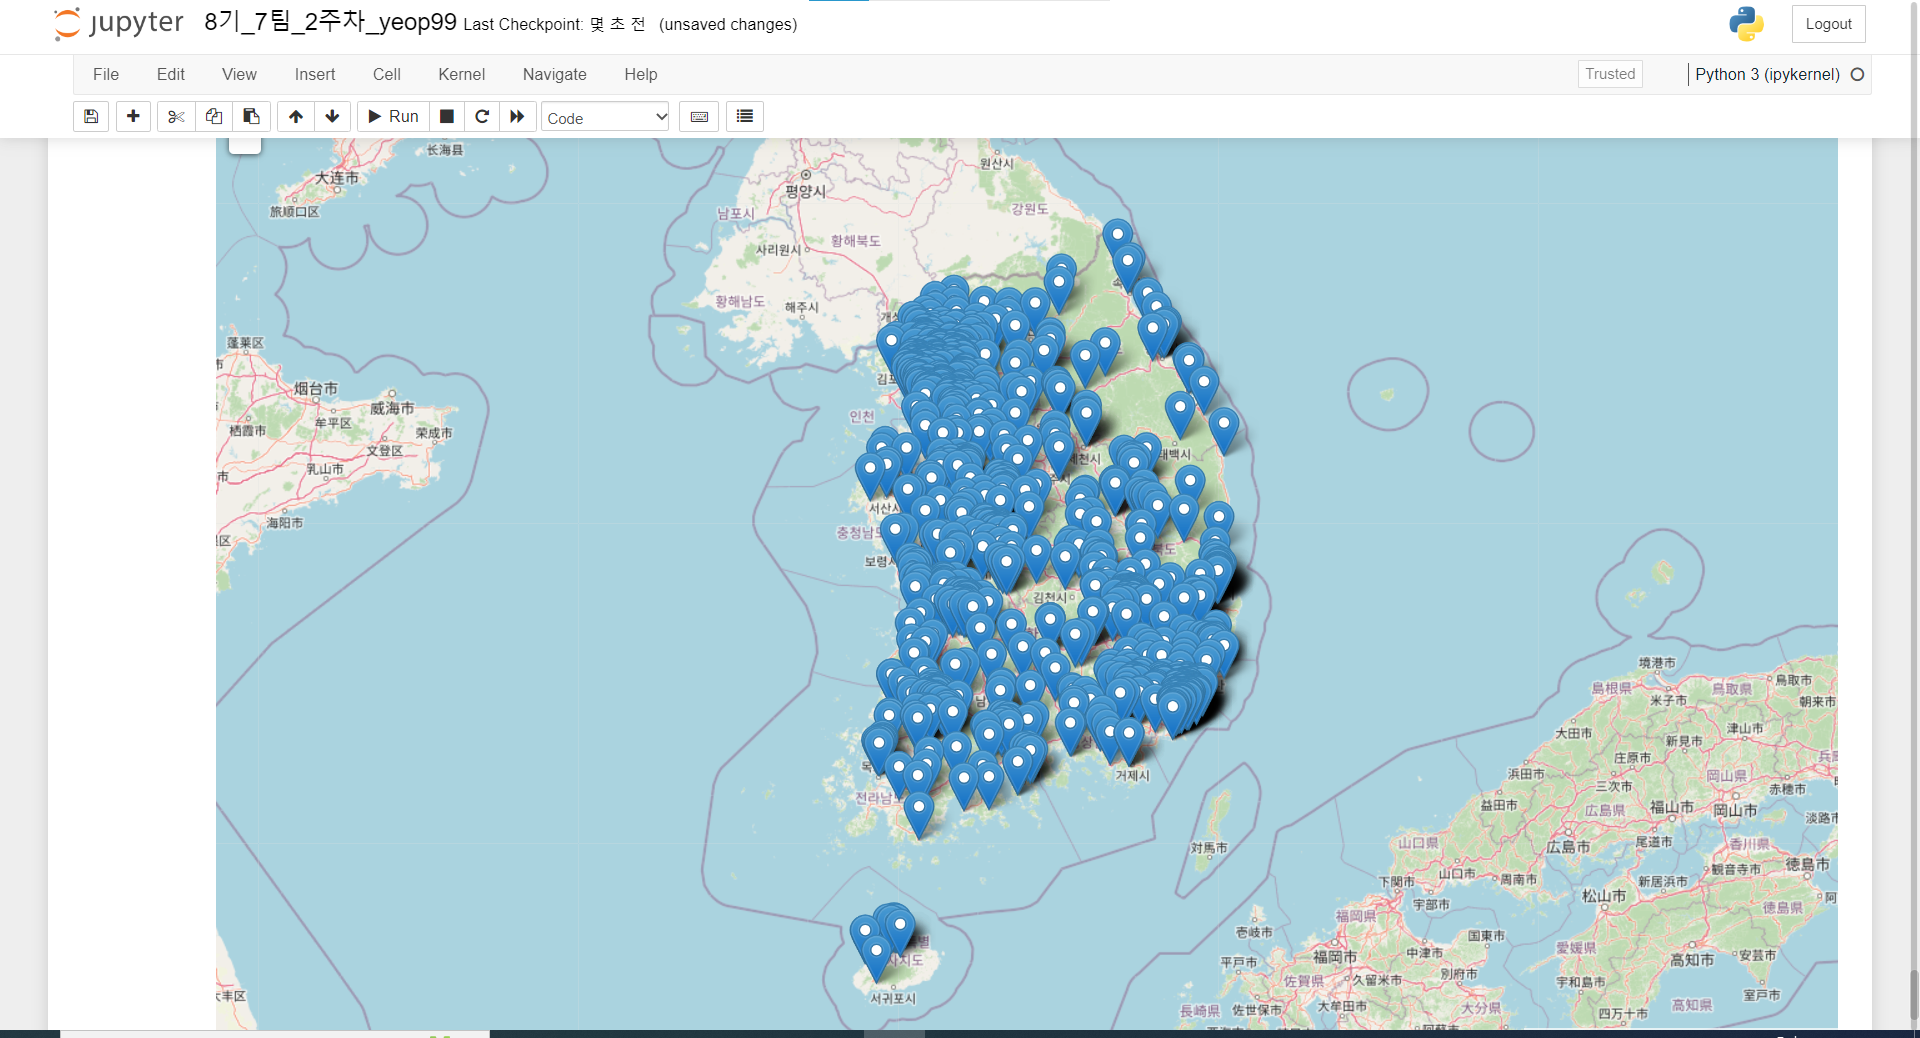 jupyter 8기_7팀_2주차_yeop99 Last Checkpoint: 몇 초 전 (unsaved changes)
Logout
File Edit View Insert Cell Kernel Navigate Help
Trusted
Python 3 (ipykernel)
Run
Code
长海县
大连市
旅顺口区
원산시
평양시
남포시
강원도
사리원시
황해북도
황해남도
해주시
蓬莱区
烟台市
威海市
牟平区
栖霞市
荣成市
文登区
乳山市
市
海阳市
인천
제천시
태백시
서산시
충청남도
보령시
김천시
거제시
전라남도
対馬市
서귀포시
境港市
島根県
鳥取県
鳥取市
米子市
朝来市
大田市
津山市
新見市
庄原市
浜田市
岡山県
三次市
赤穂市
益田市
広島県
福山市
岡山市
淡路市
山口県
広島市
尾道市
香川県
下関市
山口市
周南市
新居浜市
観音寺市
徳島市
宇部市
松山市
阿
福岡県
徳島県
壱岐市
国東市
平戸市
福岡市
中津市
愛媛県
高知市
安芸市
佐賀県
久留米市
別府市
宇和島市
室戸市
長崎県
佐世保市
大牟田市
大分県
四万十市
高知県